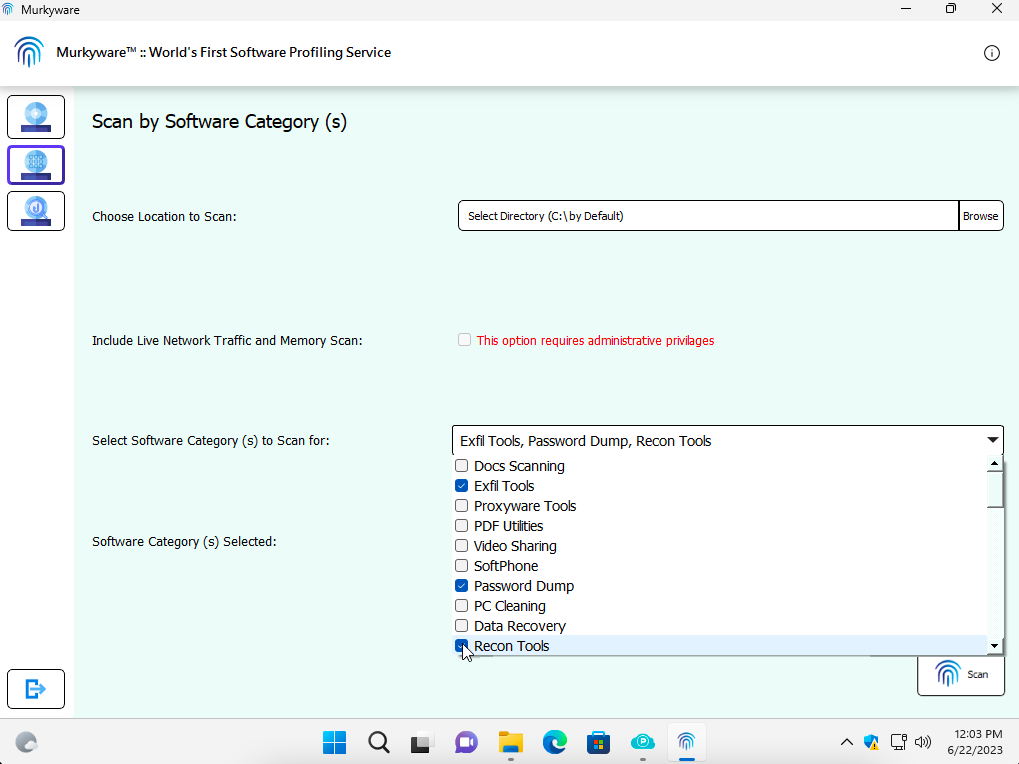 Murkyware
Murkyware™ :: World's First Software Profiling Service
Scan by Software Category (s)
Choose Location to Scan:
Select Directory (C:\ by Default)
Browse
Include Live Network Traffic and Memory Scan:
This option requires administrative privilages
Select Software Category (s) to Scan for:
Exfil Tools, Password Dump, Recon Tools
Docs Scanning
Exfil Tools
Proxyware Tools
PDF Utilities
Software Category (s) Selected:
Video Sharing
SoftPhone
Password Dump
PC Cleaning
Data Recovery
Recon Tools
Scan
12:03 PM
6/22/2023